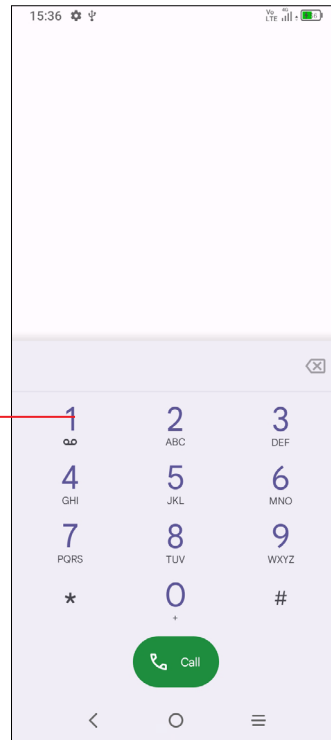 15:36 Vo LTE 4G
1 2 3
ABC DEF
4 5 6
GHI JKL MNO
7 8 9
PQRS TUV WXYZ
* 0 #
+
Call